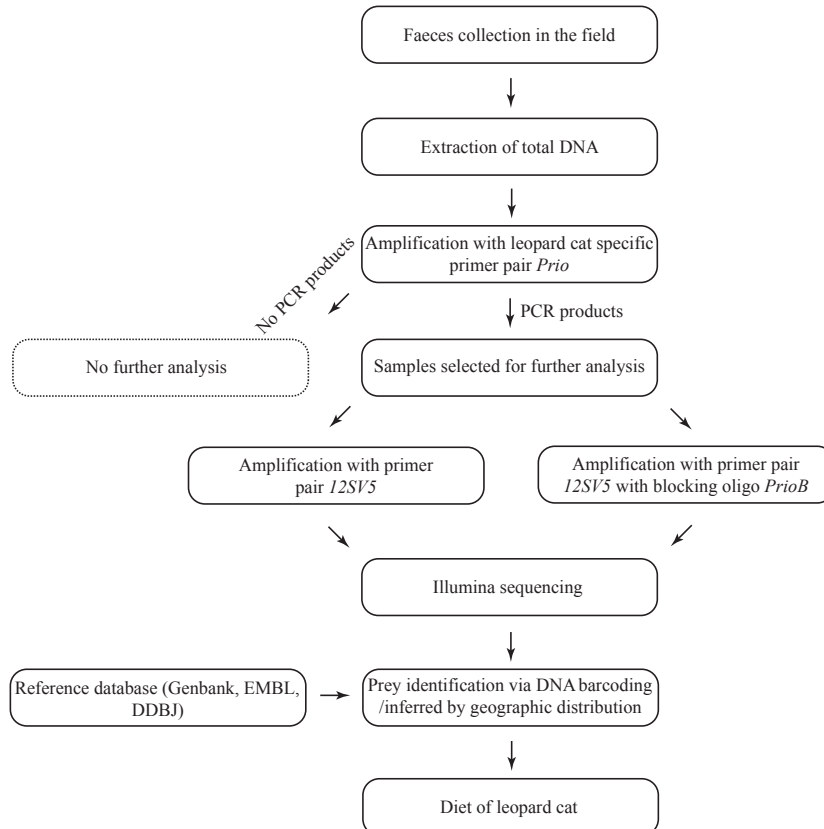 Faeces collection in the field
Extraction of total DNA
Amplification with leopard cat specific
primer pair Prio
No PCR products
PCR products
No further analysis
Samples selected for further analysis
Amplification with primer
pair 12SV5
Amplification with primer pair
12SV5 with blocking oligo PrioB
Illumina sequencing
Reference database (Genbank, EMBL,
DDBJ)
Prey identification via DNA barcoding
/inferred by geographic distribution
Diet of leopard cat